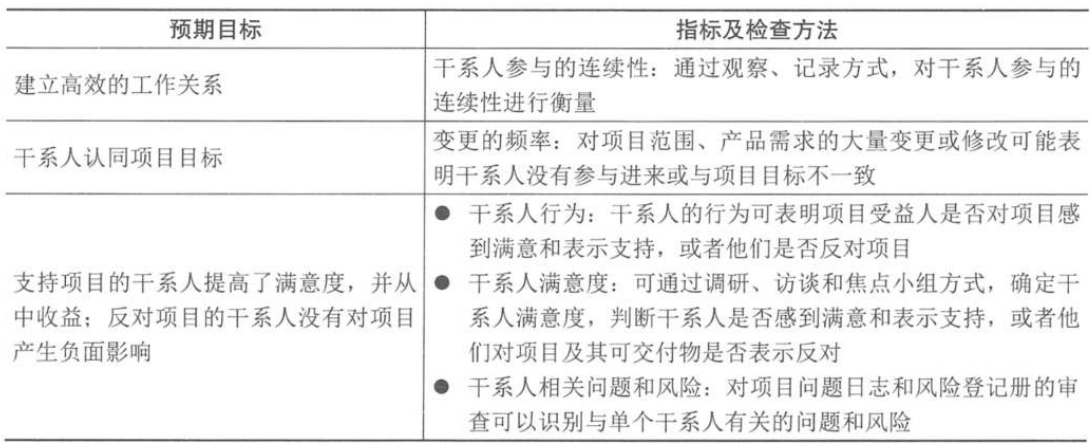 预期目标
指标及检查方法
建立高效的工作关系
干系人参与的连续性：通过观察、记录方式，对干系人参与的
连续性进行衡量
干系人认同项目目标
变更的频率：对项目范围、产品需求的大量变更或修改可能表
明干系人没有参与进来或与项目目标不一致
支持项目的干系人提高了满意度，并从
中收益；反对项目的干系人没有对项目
产生负面影响
● 干系人行为：干系人的行为可表明项目受益人是否对项目感
到满意和表示支持，或者他们是否反对项目
● 干系人满意度：可通过调研、访谈和焦点小组方式，确定干
系人满意度，判断干系人是否感到满意和表示支持，或者他
们对项目及其可交付物是否表示反对
● 干系人相关问题和风险：对项目问题日志和风险登记册的审
查可以识别与单个干系人有关的问题和风险